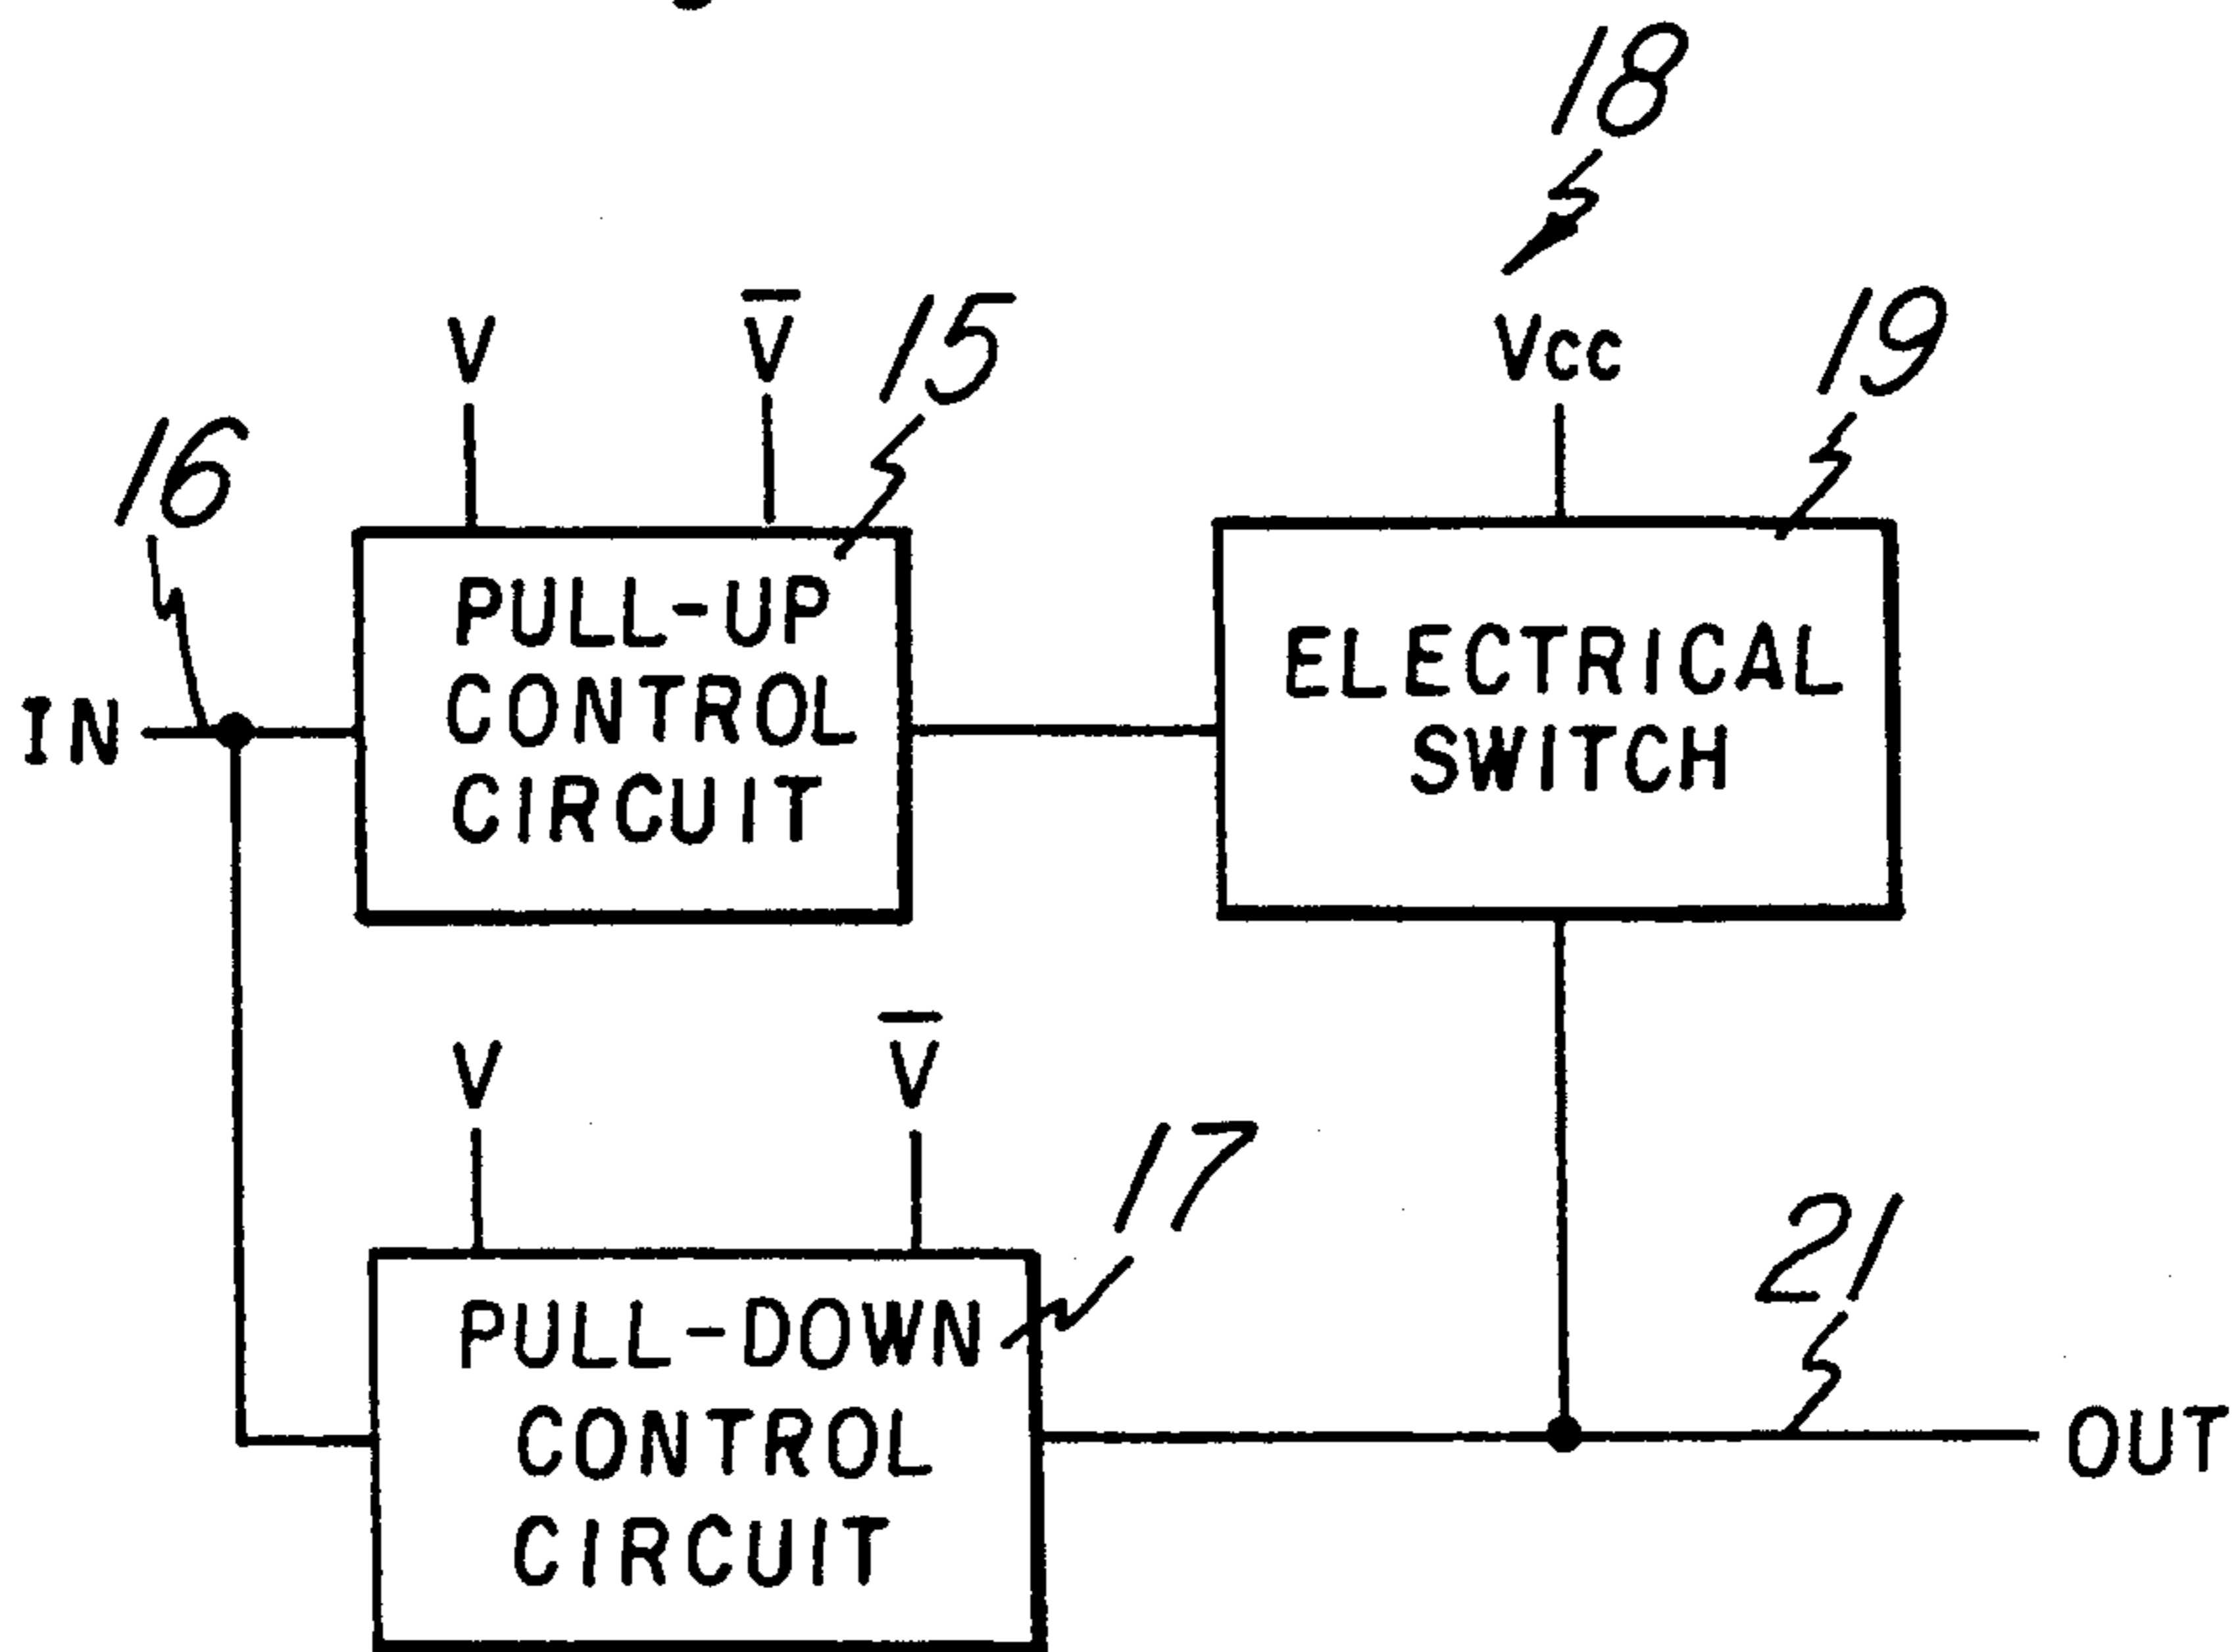 18
V
V̅
15
Vcc
19
16
PULL-UP
CONTROL
CIRCUIT
ELECTRICAL
SWITCH
IN
V
V̅
17
21
PULL-DOWN
CONTROL
CIRCUIT
OUT